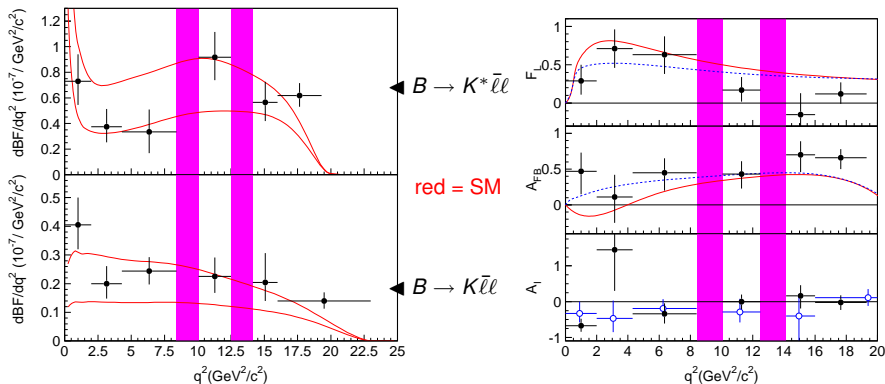 dBF/dq² (10⁻⁷/ GeV²/c²)
1.2
1
0.8
0.6
0.4
0.2
0
B → K* ℓ̄ℓ
dBF/dq² (10⁻⁷/ GeV²/c²)
0.5
0.4
0.3
0.2
0.1
0
B → Kℓ̄ℓ
0 2.5 5 7.5 10 12.5 15 17.5 20 22.5 25
q²(GeV²/c²)
red = SM
F_L
1
0.5
0
A_FB
1
0.5
0
A_I
1
0
-1
0 2 4 6 8 10 12 14 16 18 20
q²(GeV²/c²)